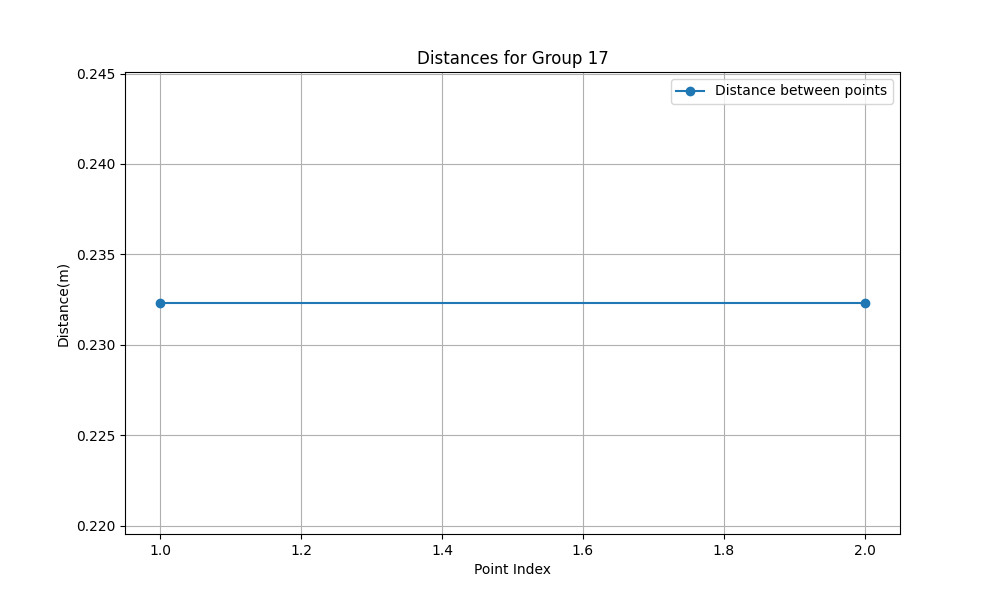 Distances for Group 17
Distance between points
0.245
0.240
0.235
0.230
0.225
0.220
Distance(m)
1.0 1.2 1.4 1.6 1.8 2.0
Point Index